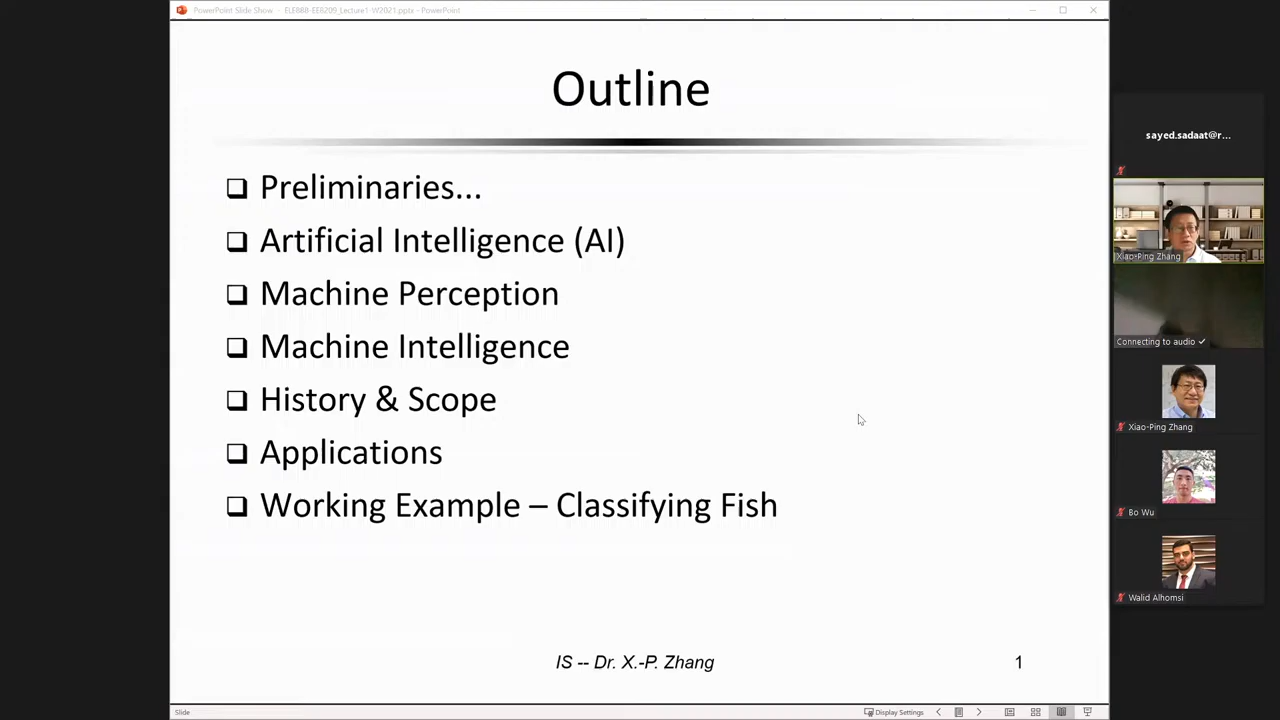 PowerPoint Slide Show - ELE888-EE8209_Lecture1-W2021.pptx - PowerPoint
Outline
Preliminaries...
Artificial Intelligence (AI)
Machine Perception
Machine Intelligence
History & Scope
Applications
Working Example – Classifying Fish
IS -- Dr. X.-P. Zhang
1
Slide
Display Settings
sayed.sadaat@r...
Xiao-Ping Zhang
Connecting to audio
Xiao-Ping Zhang
Bo Wu
Walid Alhomsi